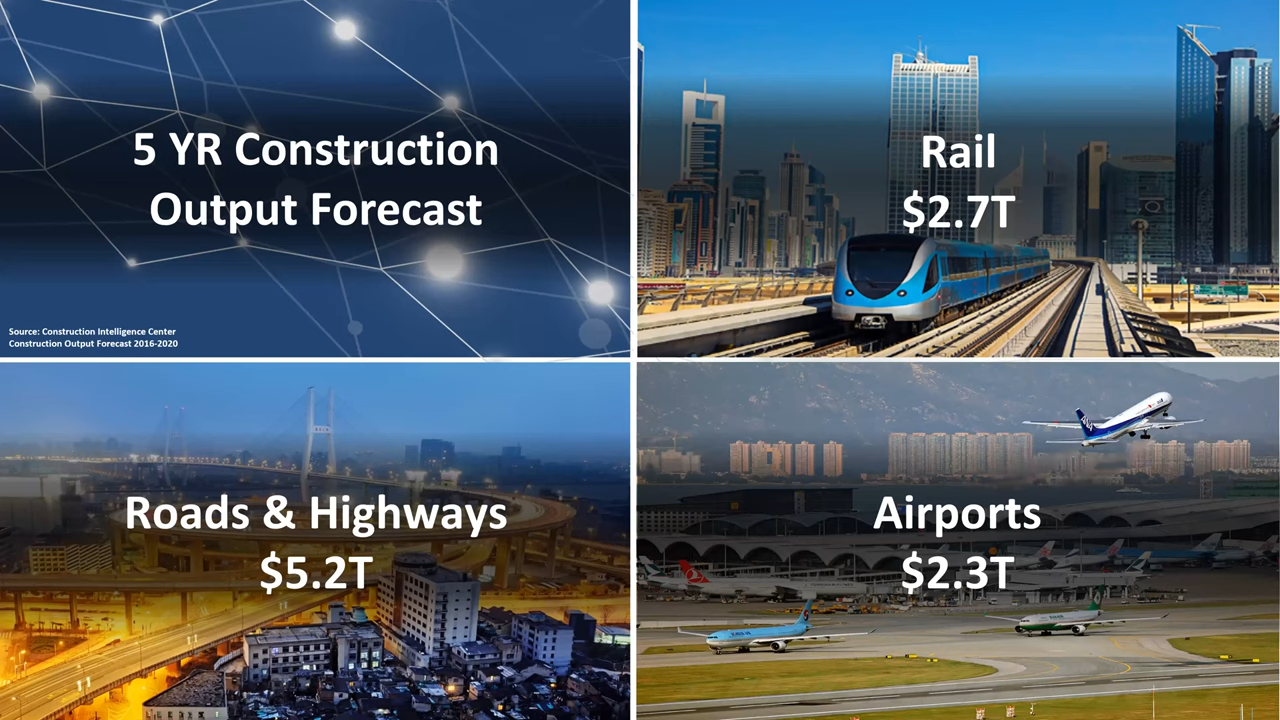 5 YR Construction
Output Forecast
Source: Construction Intelligence Center
Construction Output Forecast 2016-2020
Rail
$2.7T
Roads & Highways
$5.2T
Airports
$2.3T